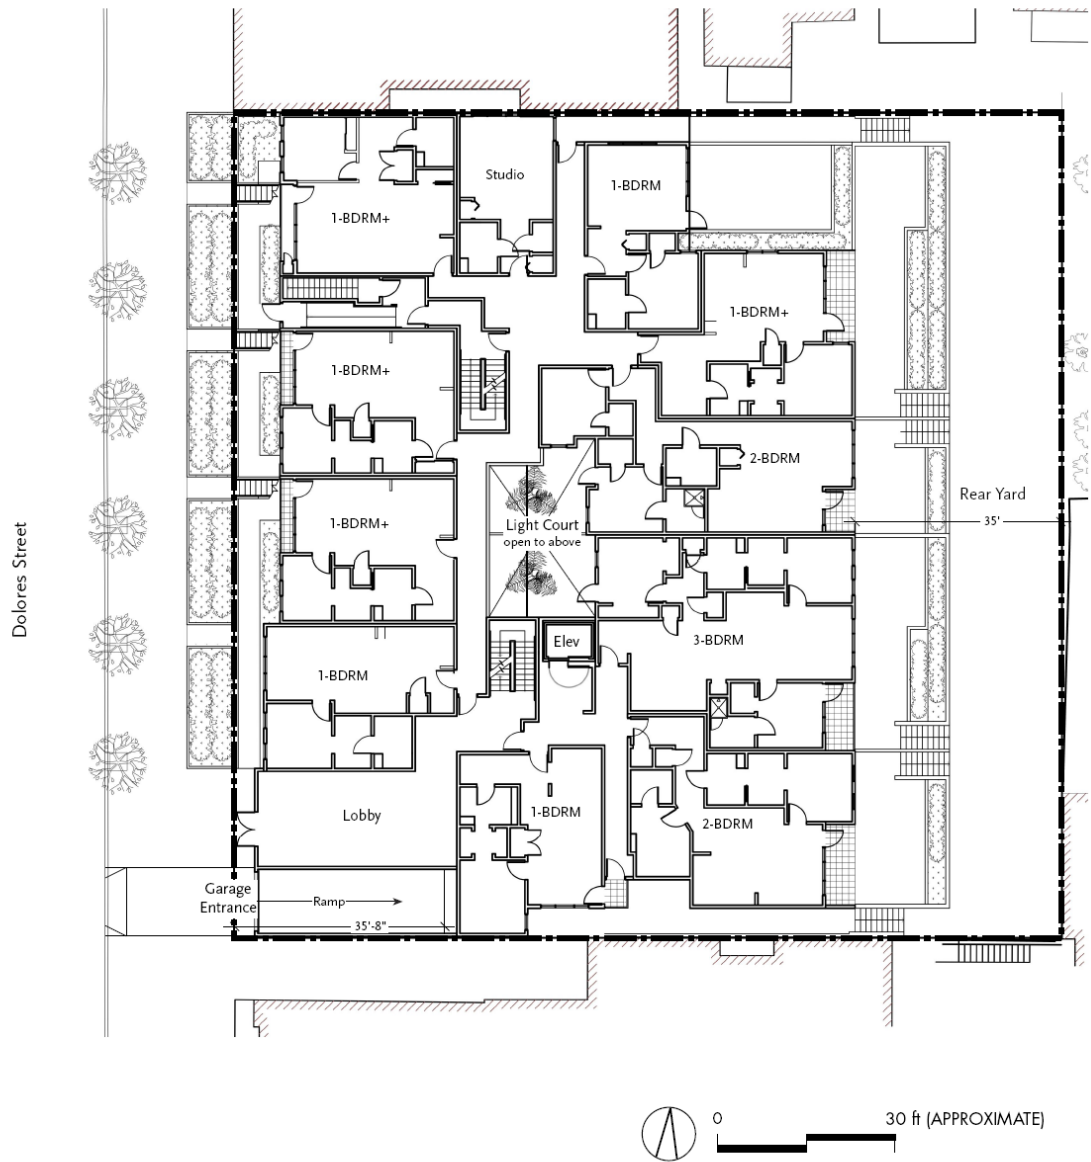 Studio
1-BDRM
1-BDRM+
1-BDRM+
1-BDRM+
2-BDRM
Rear Yard
35'
1-BDRM+
Light Court
open to above
Dolores Street
Elev
3-BDRM
1-BDRM
Lobby
1-BDRM
2-BDRM
Garage
Entrance
Ramp
35'-8"
0 30 ft (APPROXIMATE)